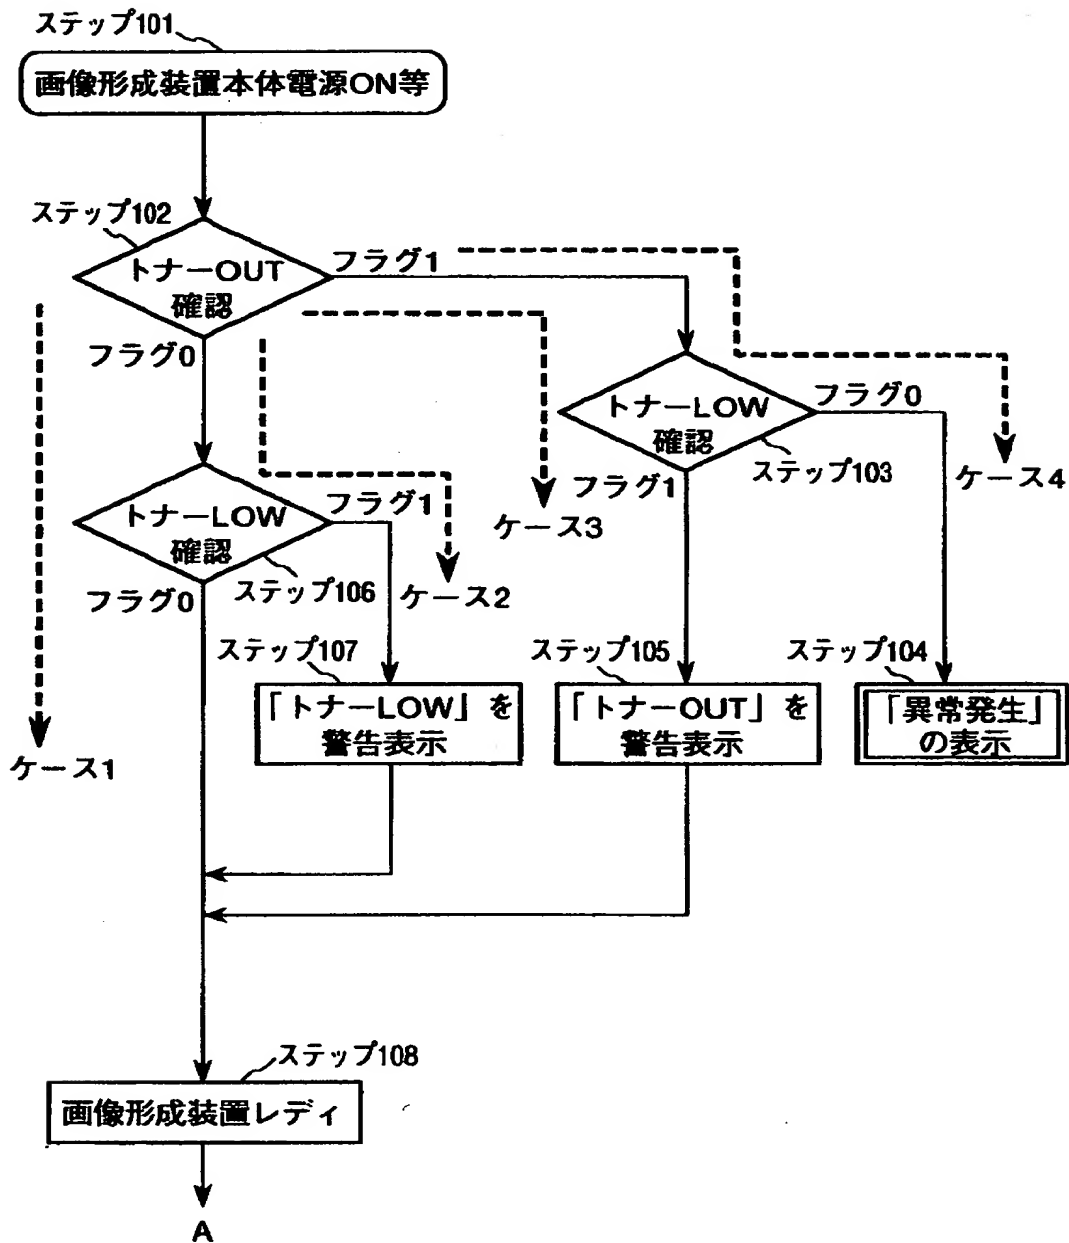 ステップ101
画像形成装置本体電源ON等
ステップ102
トナーOUT
確認
フラグ1
フラグ0
トナーLOW
確認
フラグ0
ステップ103
フラグ1
ケース4
ケース3
トナーLOW
確認
フラグ1
ステップ106
フラグ0
ケース2
ステップ107
「トナーLOW」を
警告表示
ステップ105
「トナーOUT」を
警告表示
ステップ104
「異常発生」
の表示
ケース1
ステップ108
画像形成装置レディ
A